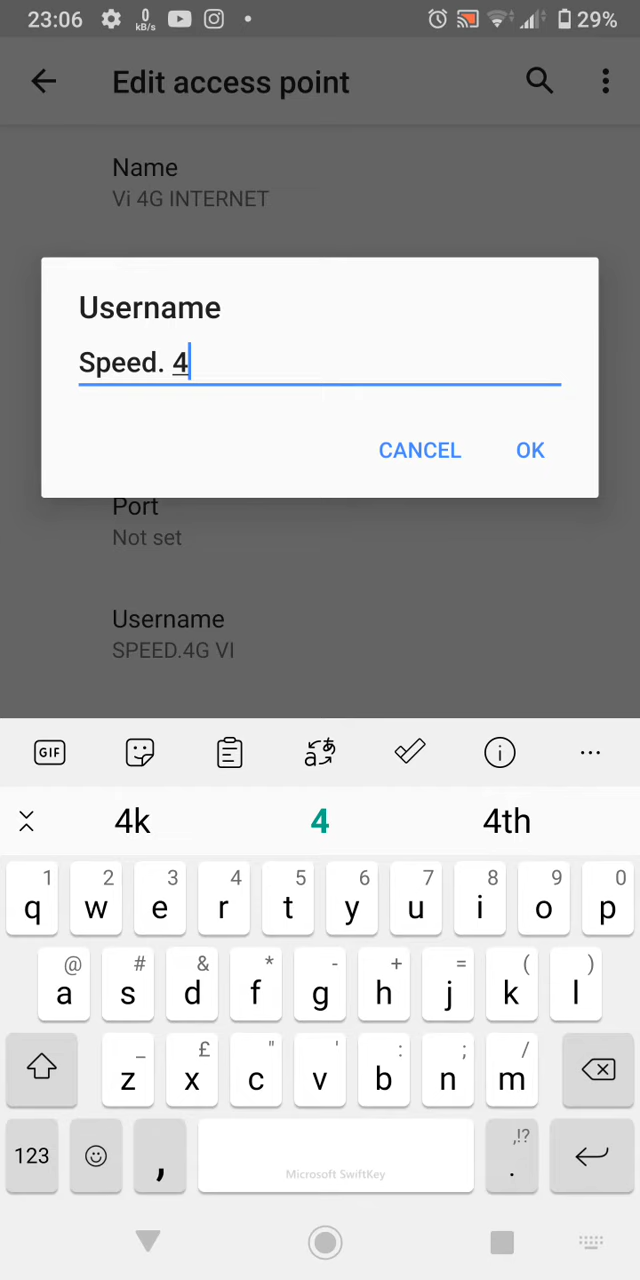 23:06 0 kB/s 29%
Edit access point
Name
Vi 4G INTERNET
Username
Speed. 4
CANCEL OK
Port
Not set
Username
SPEED.4G VI
GIF
4k 4 4th
1 2 3 4 5 6 7 8 9 0
q w e r t y u i o p
@ # & * - + = ( )
a s d f g h j k l
_ £ " ' : ; /
z x c v b n m
123 , Microsoft SwiftKey ,!? .